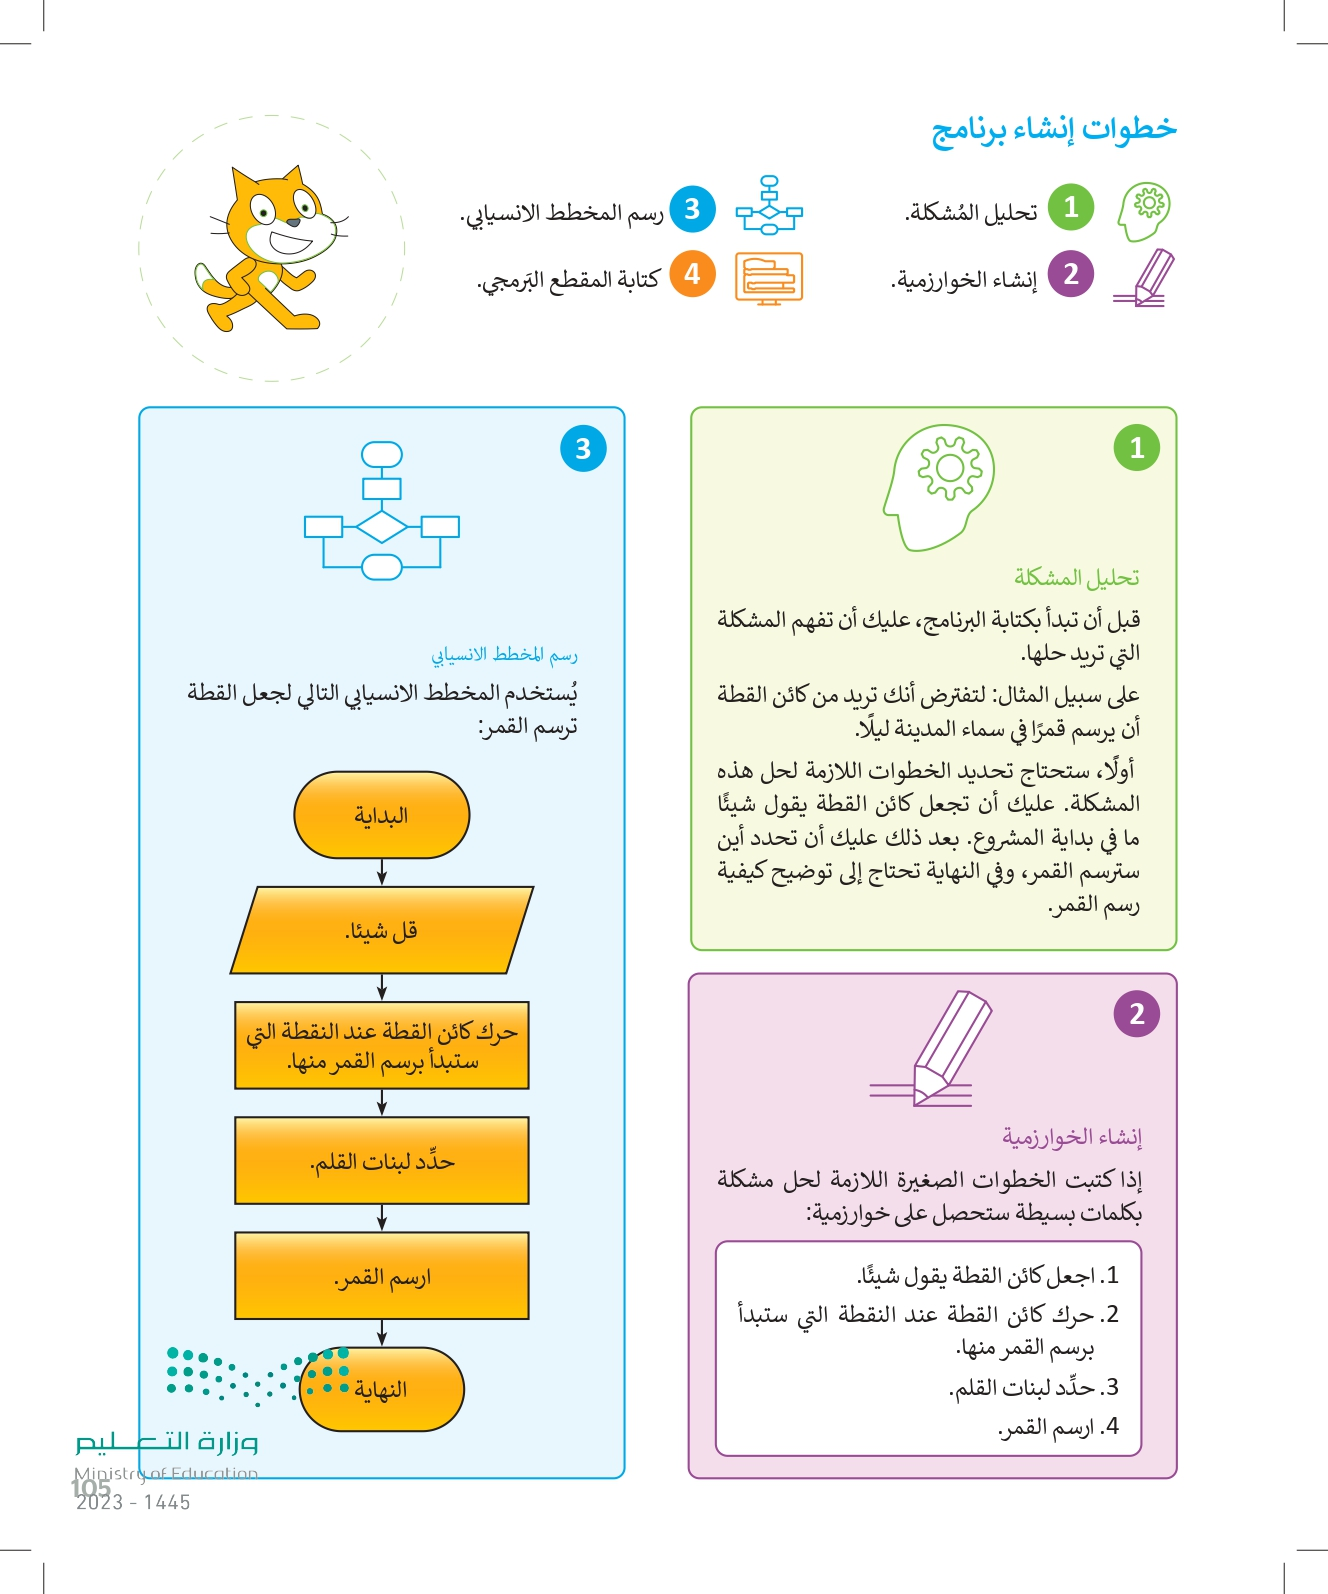 خطوات إنشاء برنامج
1 تحليل المُشكلة.
2 إنشاء الخوارزمية.
3 رسم المخطط الانسيابي.
4 كتابة المقطع البَرمجي.
1
تحليل المشكلة
قبل أن تبدأ بكتابة البرنامج، عليك أن تفهم المشكلة
التي تريد حلها.
على سبيل المثال: لتفترض أنك تريد من كائن القطة
أن يرسم قمرًا في سماء المدينة ليلًا.
أولًا، ستحتاج تحديد الخطوات اللازمة لحل هذه
المشكلة. عليك أن تجعل كائن القطة يقول شيئًا
ما في بداية المشروع. بعد ذلك عليك أن تحدد أين
سترسم القمر، وفي النهاية تحتاج إلى توضيح كيفية
رسم القمر.
2
إنشاء الخوارزمية
إذا كتبت الخطوات الصغيرة اللازمة لحل مشكلة
بكلمات بسيطة ستحصل على خوارزمية:
1. اجعل كائن القطة يقول شيئًا.
2. حرك كائن القطة عند النقطة التي ستبدأ
برسم القمر منها.
3. حدِّد لبنات القلم.
4. ارسم القمر.
3
رسم المخطط الانسيابي
يُستخدم المخطط الانسيابي التالي لجعل القطة
ترسم القمر:
البداية
قل شيئا.
حرك كائن القطة عند النقطة التي
ستبدأ برسم القمر منها.
حدِّد لبنات القلم.
ارسم القمر.
النهاية
وزارة التعليم
Ministry of Education
105
2023 - 1445